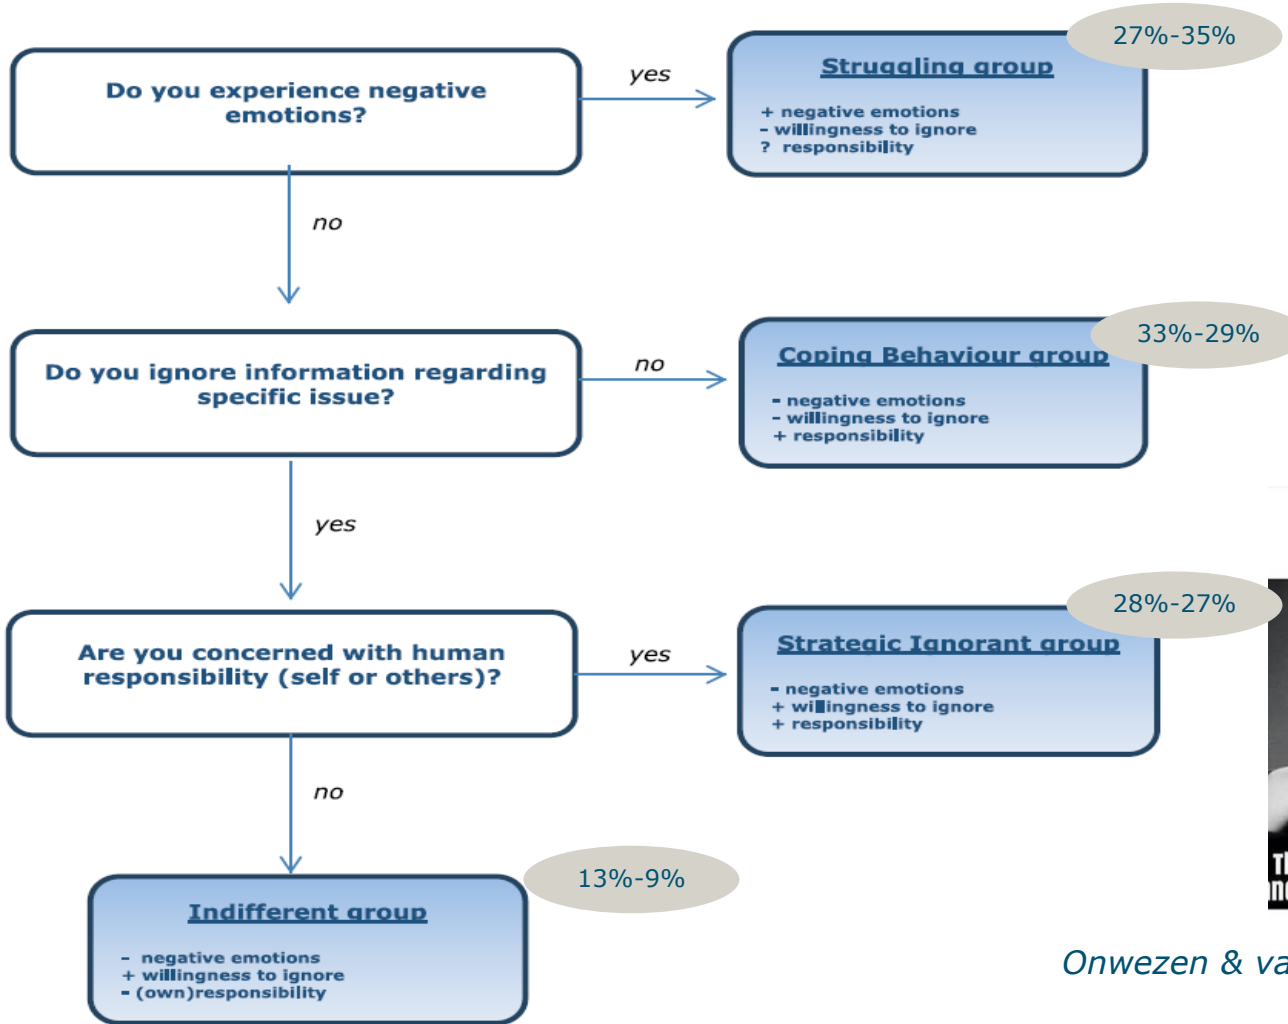 27%-35%
Do you experience negative
emotions?
yes
Struggling group
+ negative emotions
- willingness to ignore
? responsibility
no
33%-29%
Do you ignore information regarding
specific issue?
no
Coping Behaviour group
- negative emotions
- willingness to ignore
+ responsibility
yes
28%-27%
Are you concerned with human
responsibility (self or others)?
yes
Strategic Ignorant group
- negative emotions
+ willingness to ignore
+ responsibility
no
13%-9%
Indifferent group
- negative emotions
+ willingness to ignore
- (own)responsibility
Onwezen & va